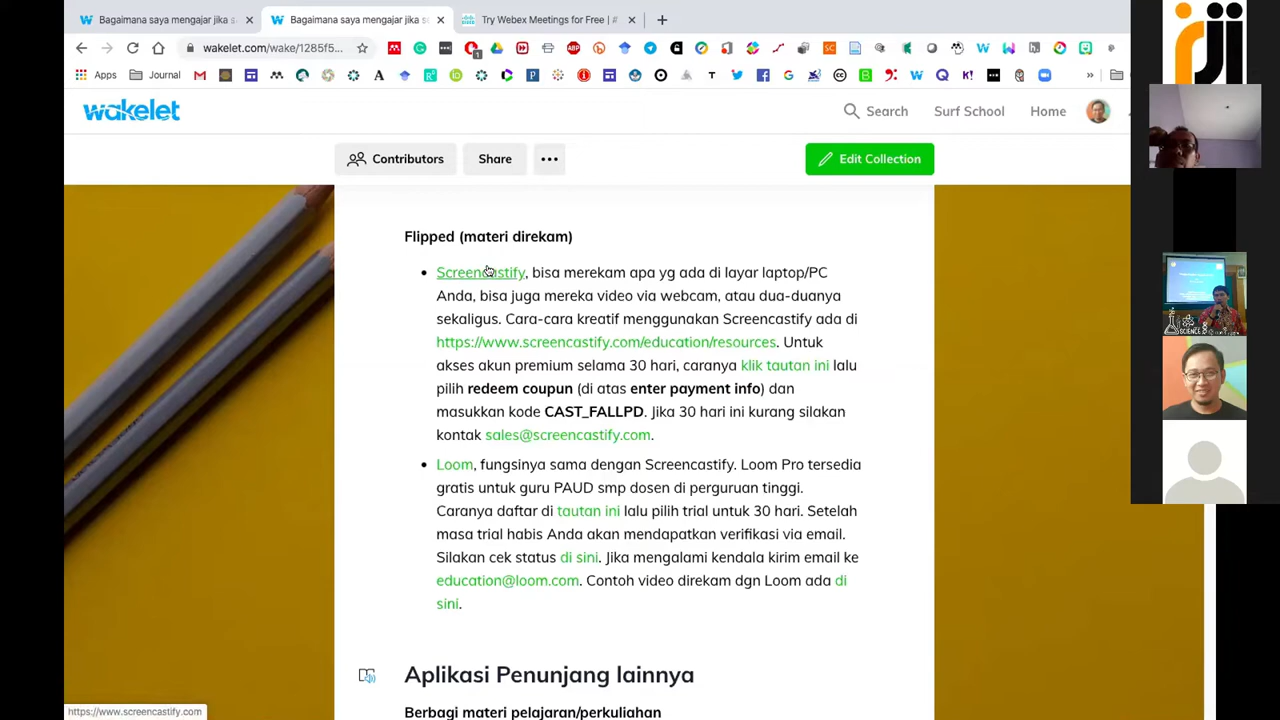 Bagaimana saya mengajar jika s
Bagaimana saya mengajar jika se
Try Webex Meetings for Free | #
wakelet.com/wake/1285f5...
Apps
Journal
wakelet
Search
Surf School
Home
Contributors
Share
Edit Collection
Flipped (materi direkam)
Screencastify, bisa merekam apa yg ada di layar laptop/PC
Anda, bisa juga mereka video via webcam, atau dua-duanya
sekaligus. Cara-cara kreatif menggunakan Screencastify ada di
https://www.screencastify.com/education/resources. Untuk
akses akun premium selama 30 hari, caranya klik tautan ini lalu
pilih redeem coupun (di atas enter payment info) dan
masukkan kode CAST_FALLPD. Jika 30 hari ini kurang silakan
kontak sales@screencastify.com.
Loom, fungsinya sama dengan Screencastify. Loom Pro tersedia
gratis untuk guru PAUD smp dosen di perguruan tinggi.
Caranya daftar di tautan ini lalu pilih trial untuk 30 hari. Setelah
masa trial habis Anda akan mendapatkan verifikasi via email.
Silakan cek status di sini. Jika mengalami kendala kirim email ke
education@loom.com. Contoh video direkam dgn Loom ada di
sini.
Aplikasi Penunjang lainnya
Berbagi materi pelajaran/perkuliahan
https://www.screencastify.com
rji
SCIENCE